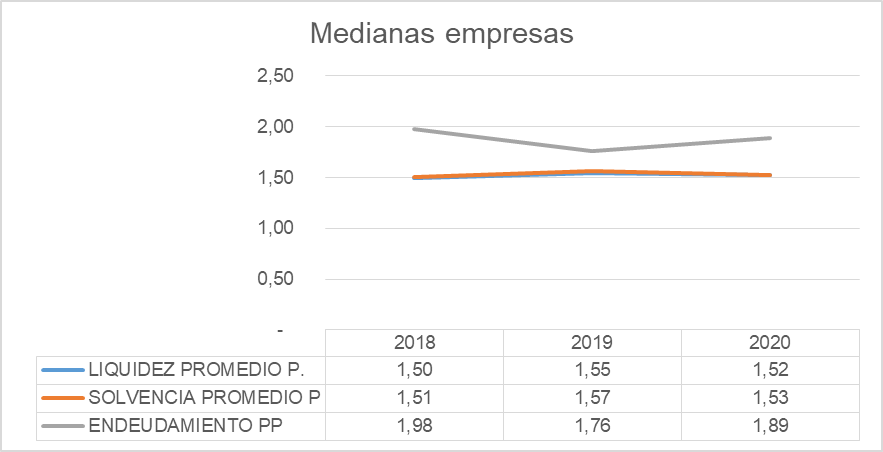 Medianas empresas
2,50
2,00
1,50
1,00
0,50
-
2018 2019 2020
LIQUIDEZ PROMEDIO P. 1,50 1,55 1,52
SOLVENCIA PROMEDIO P 1,51 1,57 1,53
ENDEUDAMIENTO PP 1,98 1,76 1,89